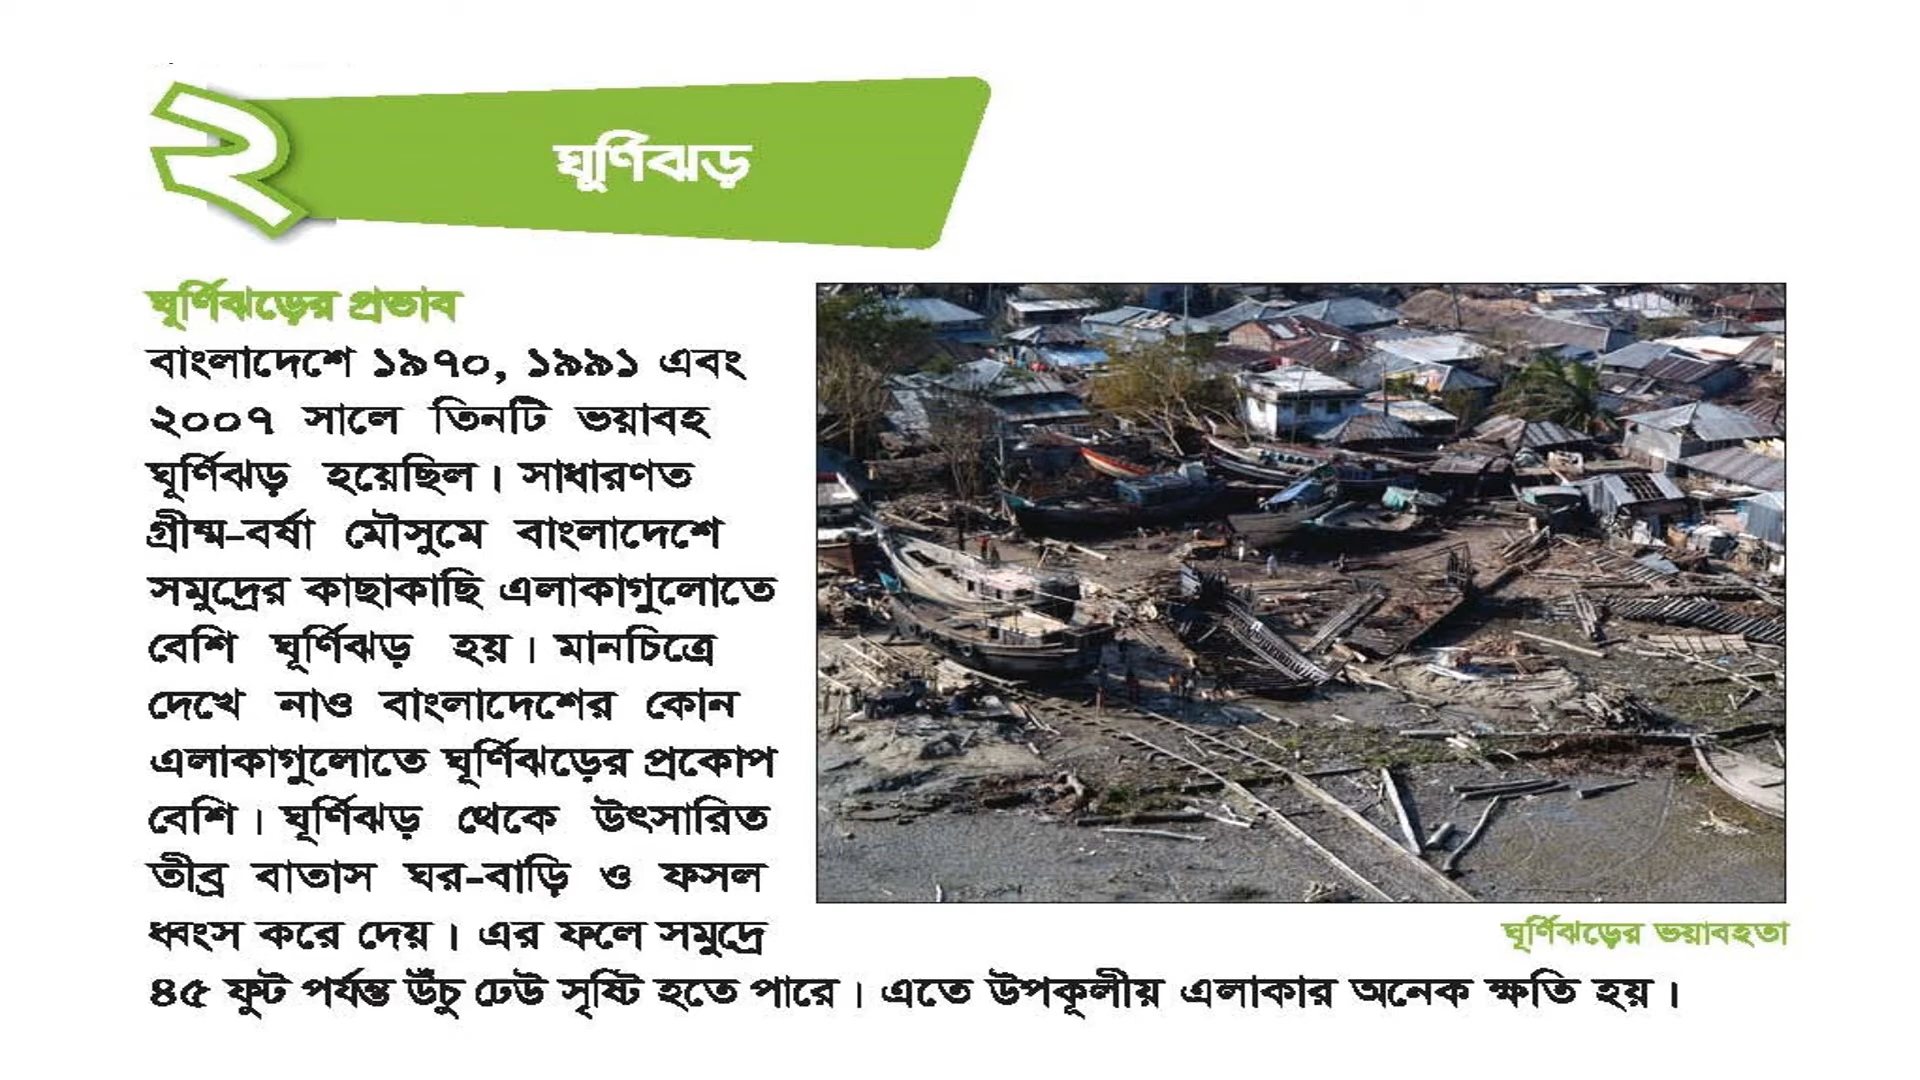 ২
ঘূর্ণিঝড়
ঘূর্ণিঝড়ের প্রভাব
বাংলাদেশে ১৯৭০, ১৯৯১ এবং
২০০৭ সালে তিনটি ভয়াবহ
ঘূর্ণিঝড় হয়েছিল। সাধারণত
গ্রীষ্ম-বর্ষা মৌসুমে বাংলাদেশে
সমুদ্রের কাছাকাছি এলাকাগুলোতে
বেশি ঘূর্ণিঝড় হয়। মানচিত্রে
দেখে নাও বাংলাদেশের কোন
এলাকাগুলোতে ঘূর্ণিঝড়ের প্রকোপ
বেশি। ঘূর্ণিঝড় থেকে উৎসারিত
তীব্র বাতাস ঘর-বাড়ি ও ফসল
ধ্বংস করে দেয়। এর ফলে সমুদ্রে
৪৫ ফুট পর্যন্ত উঁচু ঢেউ সৃষ্টি হতে পারে। এতে উপকূলীয় এলাকার অনেক ক্ষতি হয়।
ঘূর্ণিঝড়ের ভয়াবহতা